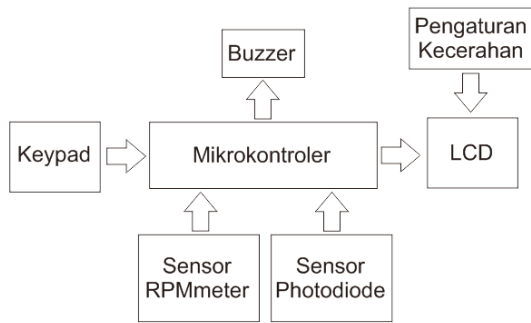 Pengaturan
Kecerahan
Buzzer
Keypad
Mikrokontroler
LCD
Sensor
RPMmeter
Sensor
Photodiode